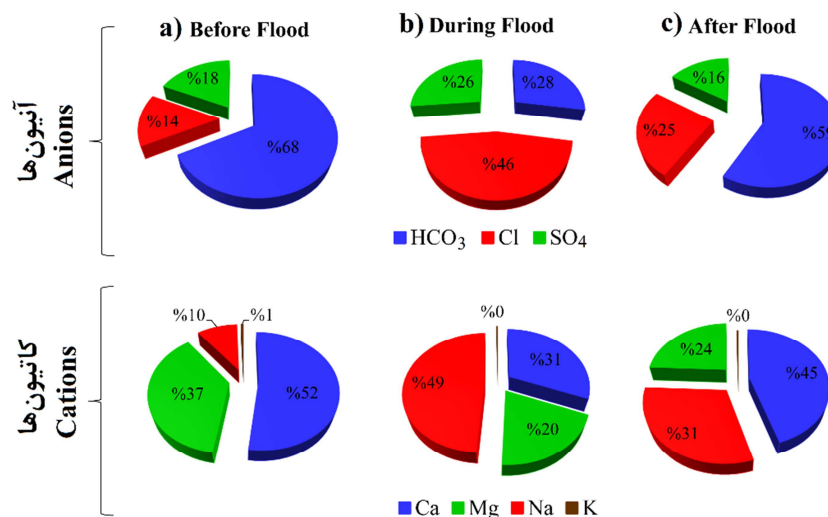 a) Before Flood
b) During Flood
c) After Flood
آنیون‌ها
Anions
%18
%14
%68
%26
%28
%46
%16
%25
%59
HCO₃ Cl SO₄
کاتیون‌ها
Cations
%10
%1
%37
%52
%0
%49
%31
%20
%0
%24
%45
%31
Ca Mg Na K